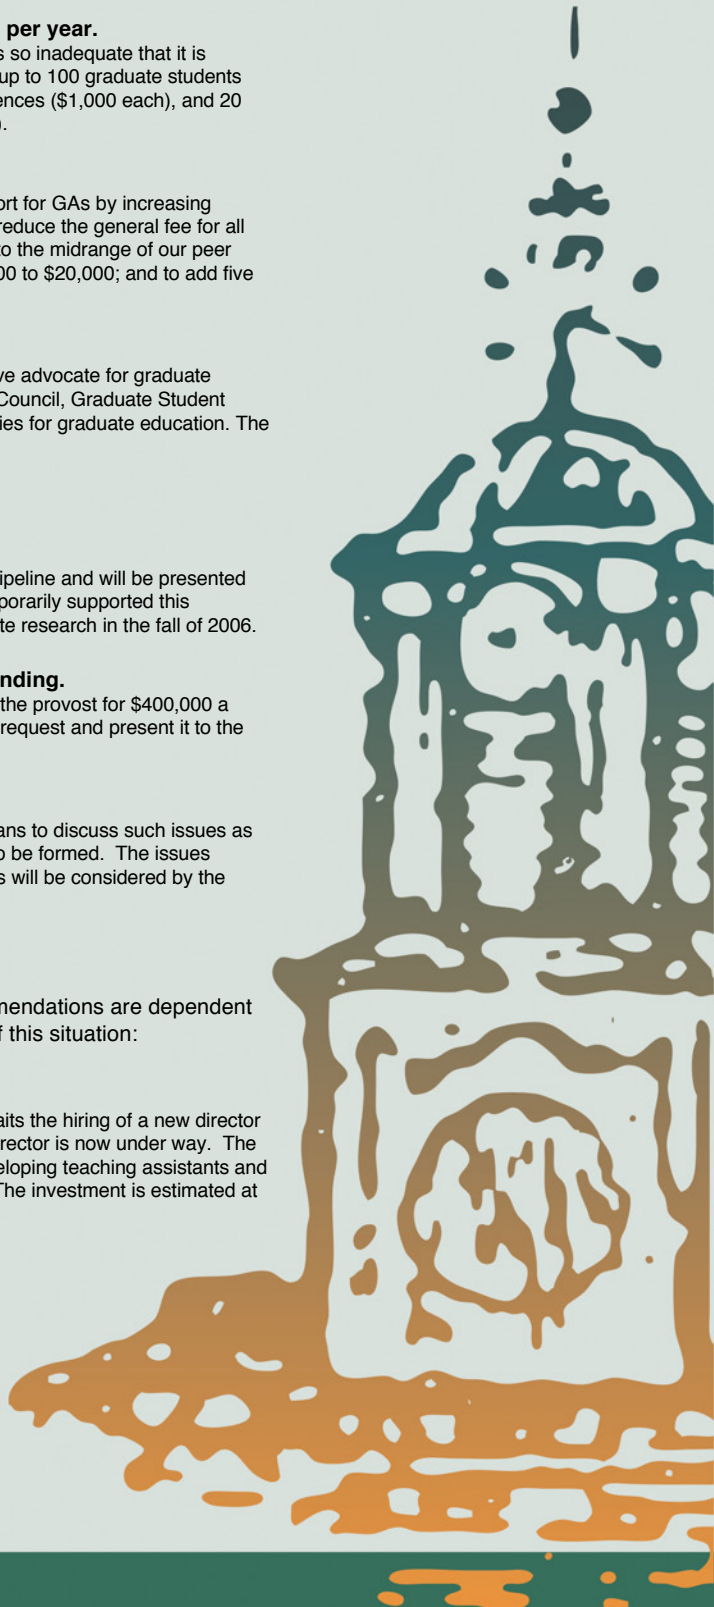 per year.
s so inadequate that it is
up to 100 graduate students
ences ($1,000 each), and 20
).
ort for GAs by increasing
reduce the general fee for all
to the midrange of our peer
00 to $20,000; and to add five
ve advocate for graduate
Council, Graduate Student
ies for graduate education. The
ipeline and will be presented
porarily supported this
te research in the fall of 2006.
nding.
the provost for $400,000 a
request and present it to the
ans to discuss such issues as
o be formed.  The issues
s will be considered by the
mendations are dependent
f this situation:
aits the hiring of a new director
rector is now under way.  The
eloping teaching assistants and
The investment is estimated at